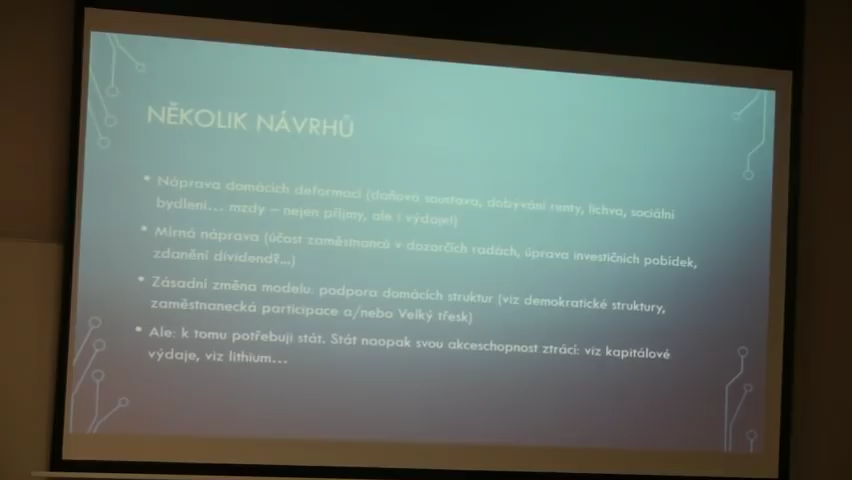 NĚKOLIK NÁVRHŮ
• Náprava domácích deformací (daňová soustava, dobývání renty, lichva, sociální
bydlení… mzdy – nejen příjmy, ale i výdaje!)
• Mírná náprava (účast zaměstnanců v dozorčích radách, úprava investičních pobídek,
zdanění dividend?...)
• Zásadní změna modelu: podpora domácích struktur (viz demokratické struktury,
zaměstnanecká participace a/nebo Velký třesk)
• Ale: k tomu potřebuji stát. Stát naopak svou akceschopnost ztrácí: viz kapitálové
výdaje, viz lithium…